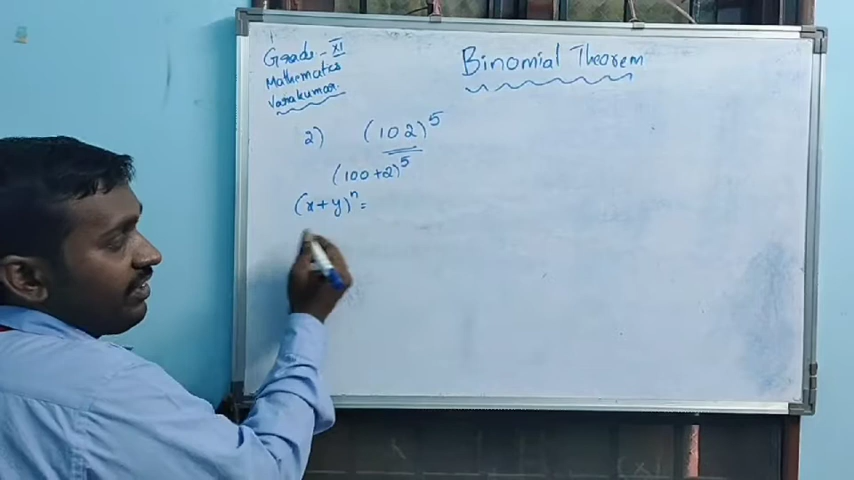 Grade - XI
Mathematics
Varakumar
Binomial Theorem
2) (102)⁵
(100+2)⁵
(x+y)ⁿ =